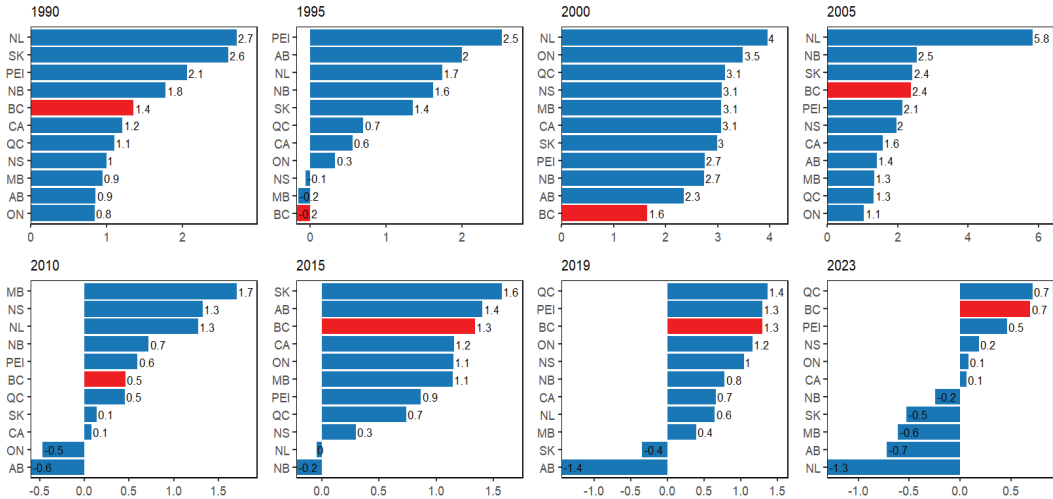 1990
NL 2.7
SK 2.6
PEI 2.1
NB 1.8
BC 1.4
CA 1.2
QC 1.1
NS 1
MB 0.9
AB 0.9
ON 0.8
0 1 2
1995
PEI 2.5
AB 2
NL 1.7
NB 1.6
SK 1.4
QC 0.7
CA 0.6
ON 0.3
NS -0.1
MB -0.2
BC -0.2
0 1 2
2000
NL 4
ON 3.5
QC 3.1
NS 3.1
MB 3.1
CA 3.1
SK 3
PEI 2.7
NB 2.7
AB 2.3
BC 1.6
0 1 2 3 4
2005
NL 5.8
NB 2.5
SK 2.4
BC 2.4
PEI 2.1
NS 2
CA 1.6
AB 1.4
MB 1.3
QC 1.3
ON 1.1
0 2 4 6
2010
MB 1.7
NS 1.3
NL 1.3
NB 0.7
PEI 0.6
BC 0.5
QC 0.5
SK 0.1
CA 0.1
ON -0.5
AB -0.6
-0.5 0.0 0.5 1.0 1.5
2015
SK 1.6
AB 1.4
BC 1.3
CA 1.2
ON 1.1
MB 1.1
PEI 0.9
QC 0.7
NS 0.3
NL 0
NB -0.2
0.0 0.5 1.0 1.5
2019
QC 1.4
PEI 1.3
BC 1.3
ON 1.2
NS 1
NB 0.8
CA 0.7
NL 0.6
MB 0.4
SK -0.4
AB -1.4
-1.0 -0.5 0.0 0.5 1.0
2023
QC 0.7
BC 0.7
PEI 0.5
NS 0.2
ON 0.1
CA 0.1
NB -0.2
SK -0.5
MB -0.6
AB -0.7
NL -1.3
-1.0 -0.5 0.0 0.5